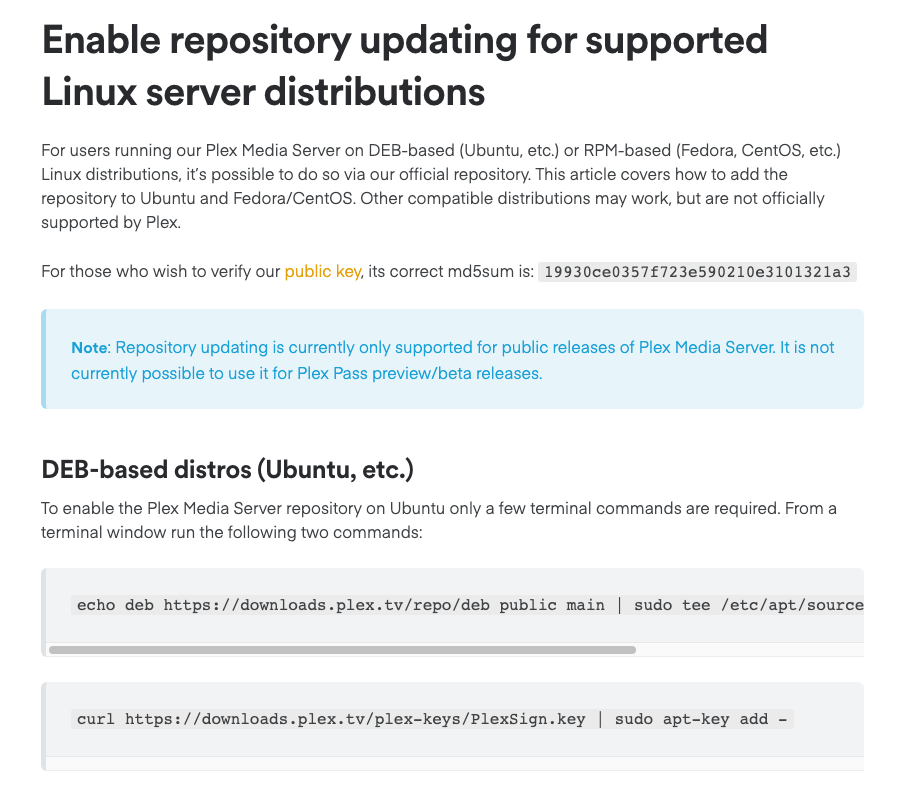 Enable repository updating for supported
Linux server distributions
For users running our Plex Media Server on DEB-based (Ubuntu, etc.) or RPM-based (Fedora, CentOS, etc.)
Linux distributions, it’s possible to do so via our official repository. This article covers how to add the
repository to Ubuntu and Fedora/CentOS. Other compatible distributions may work, but are not officially
supported by Plex.
For those who wish to verify our public key, its correct md5sum is: 19930ce0357f723e590210e3101321a3
Note: Repository updating is currently only supported for public releases of Plex Media Server. It is not
currently possible to use it for Plex Pass preview/beta releases.
DEB-based distros (Ubuntu, etc.)
To enable the Plex Media Server repository on Ubuntu only a few terminal commands are required. From a
terminal window run the following two commands:
echo deb https://downloads.plex.tv/repo/deb public main | sudo tee /etc/apt/source
curl https://downloads.plex.tv/plex-keys/PlexSign.key | sudo apt-key add -